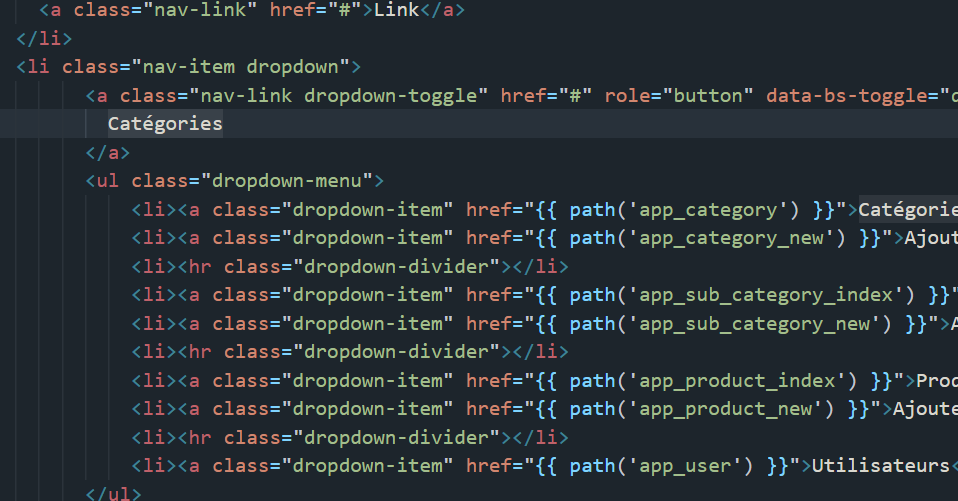 <a class="nav-link" href="#">Link</a>
</li>
<li class="nav-item dropdown">
<a class="nav-link dropdown-toggle" href="#" role="button" data-bs-toggle="
Catégories
</a>
<ul class="dropdown-menu">
<li><a class="dropdown-item" href="{{ path('app_category') }}">Catégorie
<li><a class="dropdown-item" href="{{ path('app_category_new') }}">Ajout
<li><hr class="dropdown-divider"></li>
<li><a class="dropdown-item" href="{{ path('app_sub_category_index') }}"
<li><a class="dropdown-item" href="{{ path('app_sub_category_new') }}">A
<li><hr class="dropdown-divider"></li>
<li><a class="dropdown-item" href="{{ path('app_product_index') }}">Prod
<li><a class="dropdown-item" href="{{ path('app_product_new') }}">Ajoute
<li><hr class="dropdown-divider"></li>
<li><a class="dropdown-item" href="{{ path('app_user') }}">Utilisateurs<
</ul>